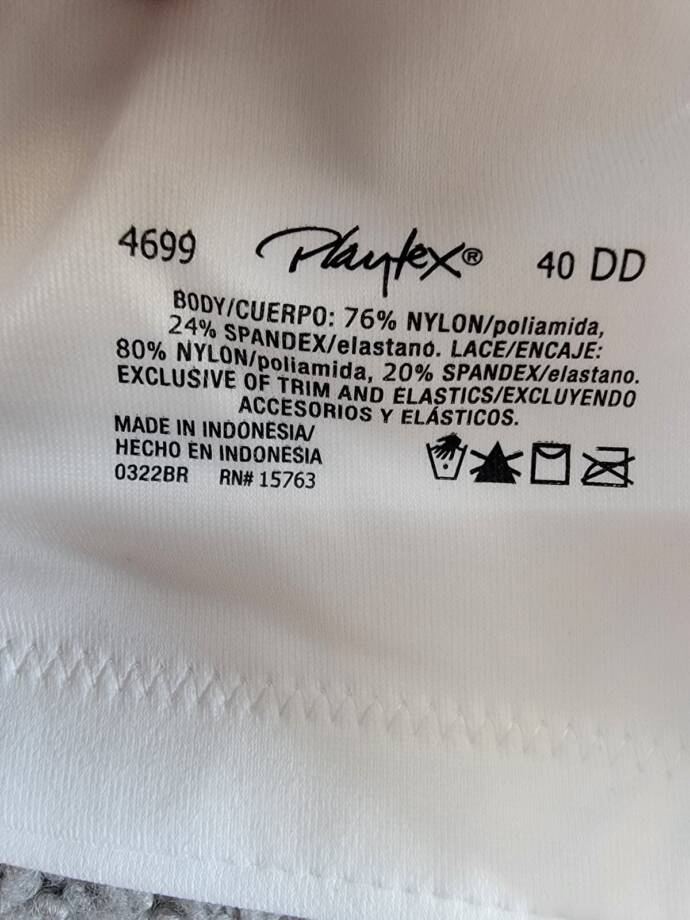 4699 Playtex® 40 DD
BODY/CUERPO: 76% NYLON/poliamida,
24% SPANDEX/elastano. LACE/ENCAJE:
80% NYLON/poliamida, 20% SPANDEX/elastano.
EXCLUSIVE OF TRIM AND ELASTICS/EXCLUYENDO
ACCESORIOS Y ELÁSTICOS.
MADE IN INDONESIA/
HECHO EN INDONESIA
0322BR RN# 15763